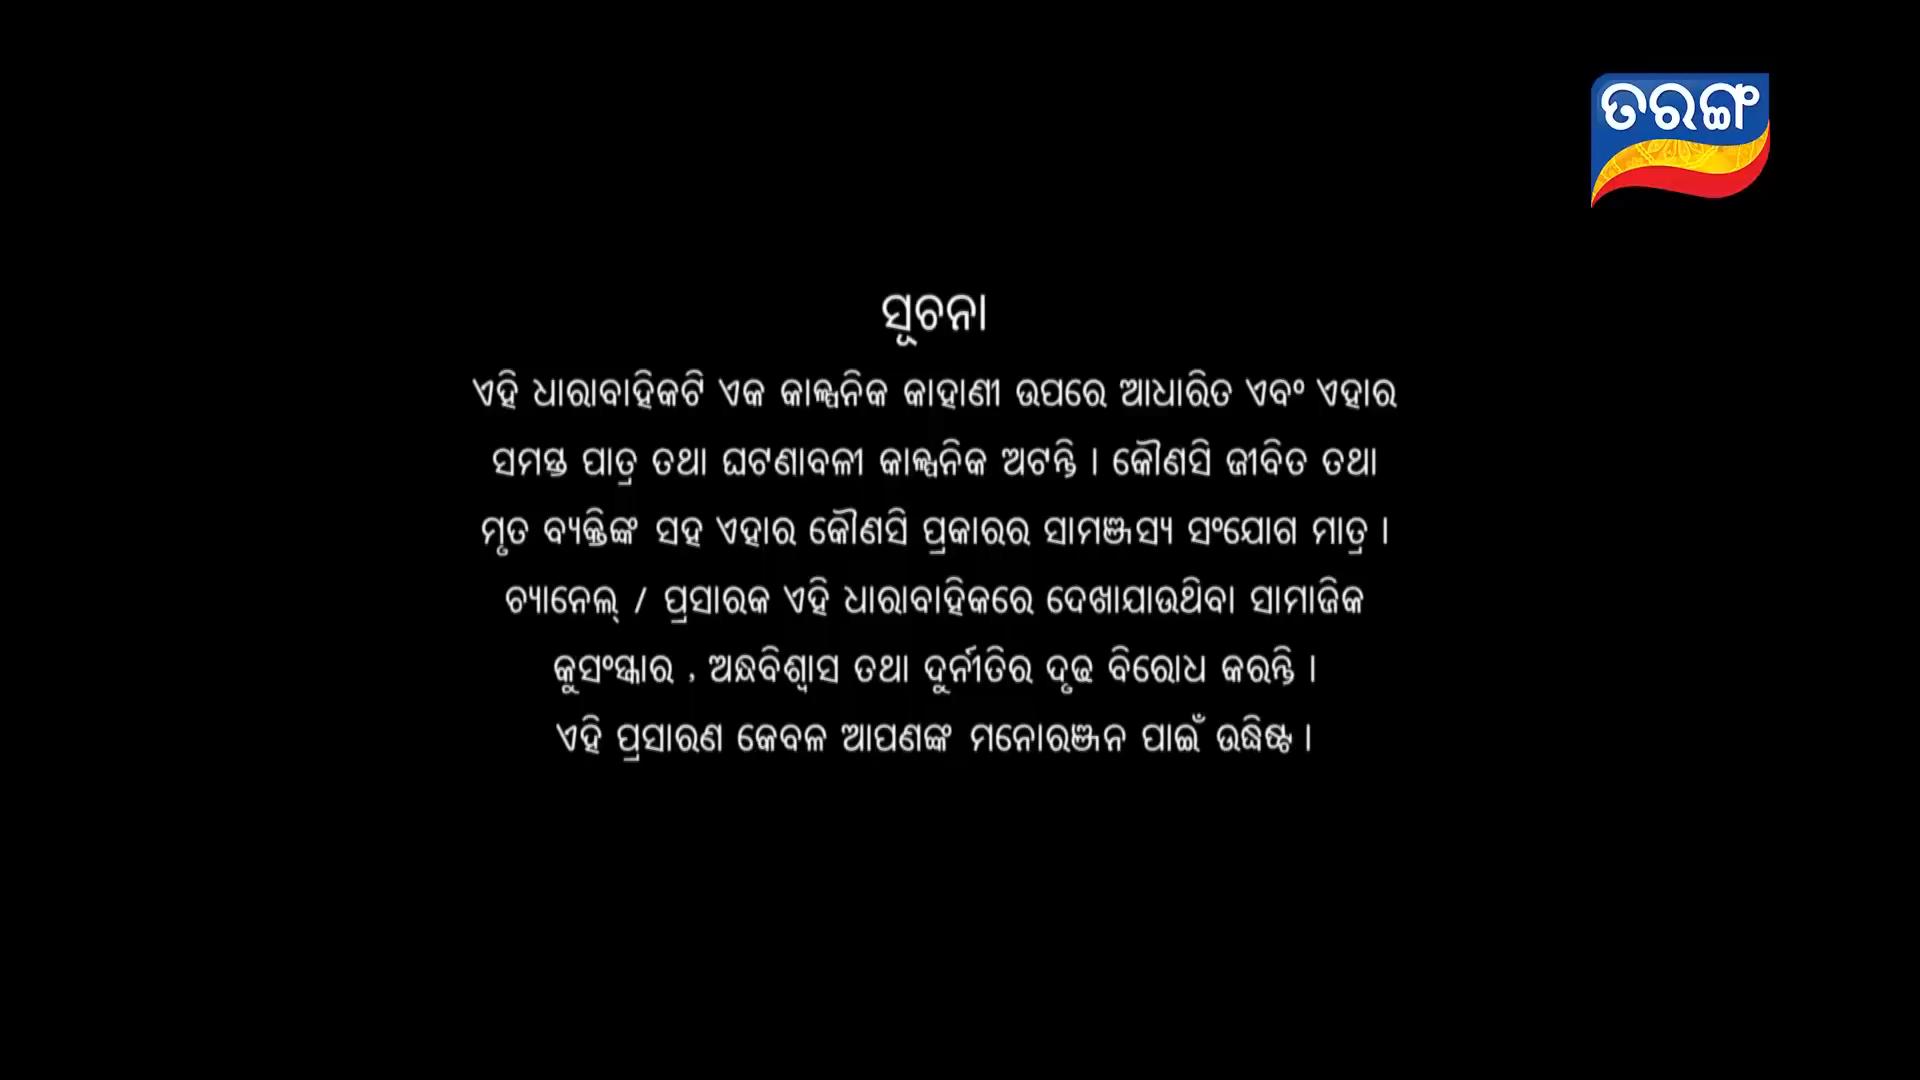 ତରଙ୍ଗ
ସୂଚନା
ଏହି ଧାରାବାହିକଟି ଏକ କାଳ୍ପନିକ କାହାଣୀ ଉପରେ ଆଧାରିତ ଏବଂ ଏହାର
ସମସ୍ତ ପାତ୍ର ତଥା ଘଟଣାବଳୀ କାଳ୍ପନିକ ଅଟନ୍ତି । କୌଣସି ଜୀବିତ ତଥା
ମୃତ ବ୍ୟକ୍ତିଙ୍କ ସହ ଏହାର କୌଣସି ପ୍ରକାରର ସାମଞ୍ଜସ୍ୟ ସଂଯୋଗ ମାତ୍ର ।
ଚ୍ୟାନେଲ୍ / ପ୍ରସାରକ ଏହି ଧାରାବାହିକରେ ଦେଖାଯାଉଥିବା ସାମାଜିକ
କୁସଂସ୍କାର , ଅନ୍ଧବିଶ୍ୱାସ ତଥା ଦୁର୍ନୀତିର ଦୃଢ ବିରୋଧ କରନ୍ତି ।
ଏହି ପ୍ରସାରଣ କେବଳ ଆପଣଙ୍କ ମନୋରଞ୍ଜନ ପାଇଁ ଉଦ୍ଧିଷ୍ଟ ।